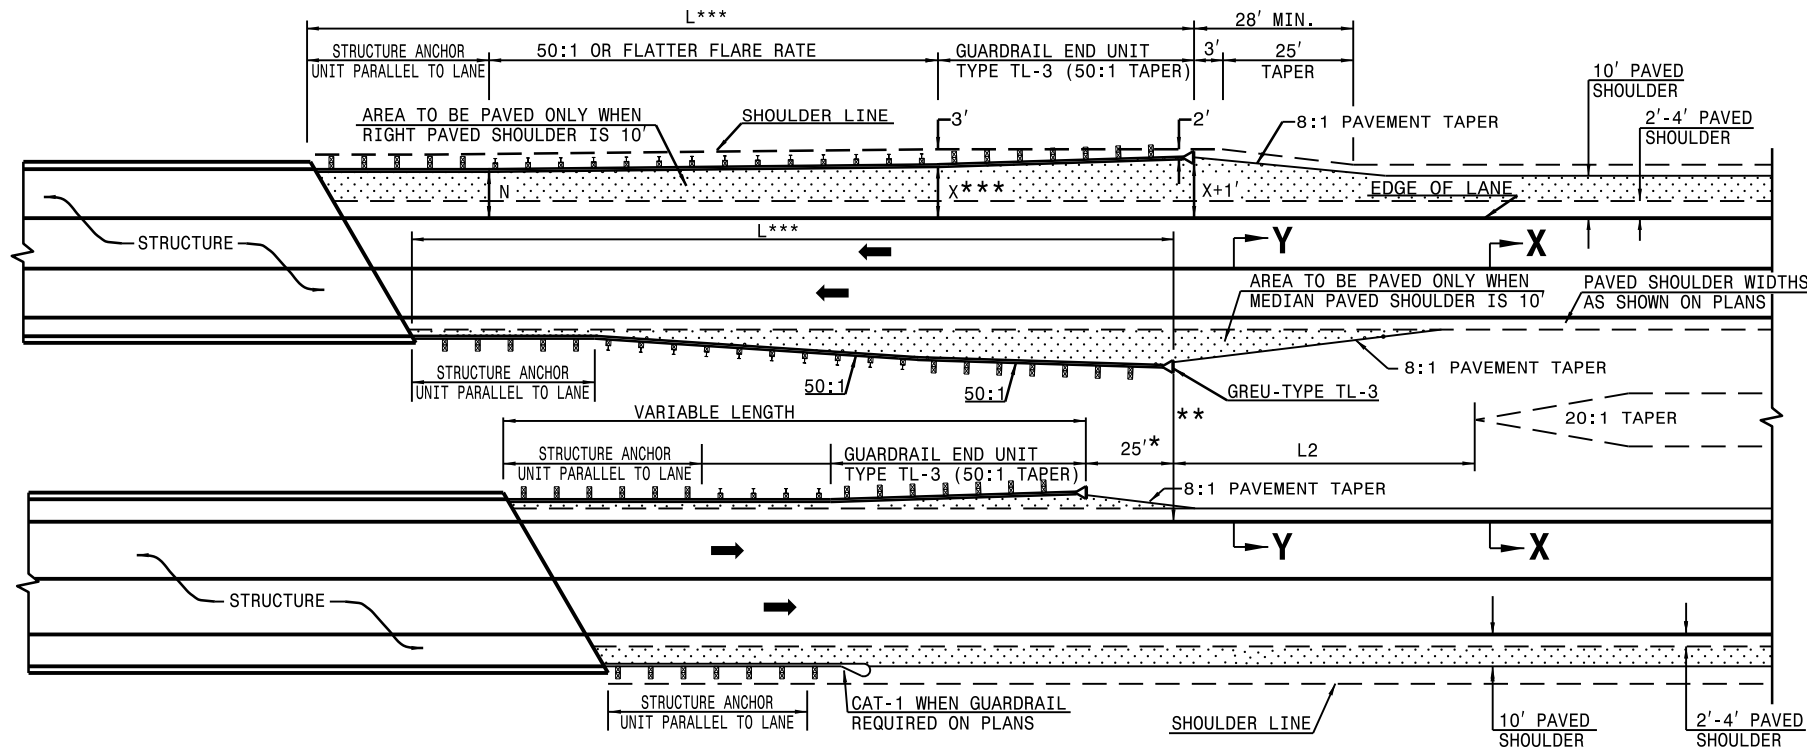 L***
28' MIN.
STRUCTURE ANCHOR
UNIT PARALLEL TO LANE
50:1 OR FLATTER FLARE RATE
GUARDRAIL END UNIT
TYPE TL-3 (50:1 TAPER)
3'
25'
TAPER
10' PAVED
SHOULDER
AREA TO BE PAVED ONLY WHEN
RIGHT PAVED SHOULDER IS 10'
SHOULDER LINE
3'
2'
8:1 PAVEMENT TAPER
2'-4' PAVED
SHOULDER
N
X***
X+1'
EDGE OF LANE
STRUCTURE
L***
Y
X
AREA TO BE PAVED ONLY WHEN
MEDIAN PAVED SHOULDER IS 10'
PAVED SHOULDER WIDTHS
AS SHOWN ON PLANS
STRUCTURE ANCHOR
UNIT PARALLEL TO LANE
50:1
50:1
8:1 PAVEMENT TAPER
GREU-TYPE TL-3
VARIABLE LENGTH
**
20:1 TAPER
STRUCTURE ANCHOR
UNIT PARALLEL TO LANE
GUARDRAIL END UNIT
TYPE TL-3 (50:1 TAPER)
25'*
L2
8:1 PAVEMENT TAPER
Y
X
STRUCTURE
STRUCTURE ANCHOR
UNIT PARALLEL TO LANE
CAT-1 WHEN GUARDRAIL
REQUIRED ON PLANS
SHOULDER LINE
10' PAVED
SHOULDER
2'-4' PAVED
SHOULDER